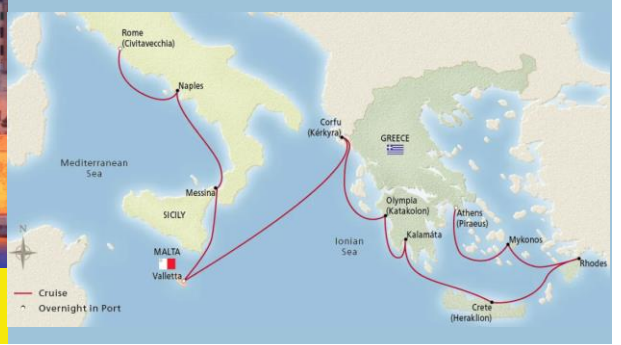 Rome
(Civitavecchia)
Naples
Corfu
(Kérkyra)
GREECE
Mediterranean
Sea
Messina
Olympia
(Katakolon)
Athens
(Piraeus)
SICILY
Kalamáta
Mykonos
Ionian
Sea
N
MALTA
Valletta
Rhodes
Cruise
Overnight in Port
Crete
(Heraklion)